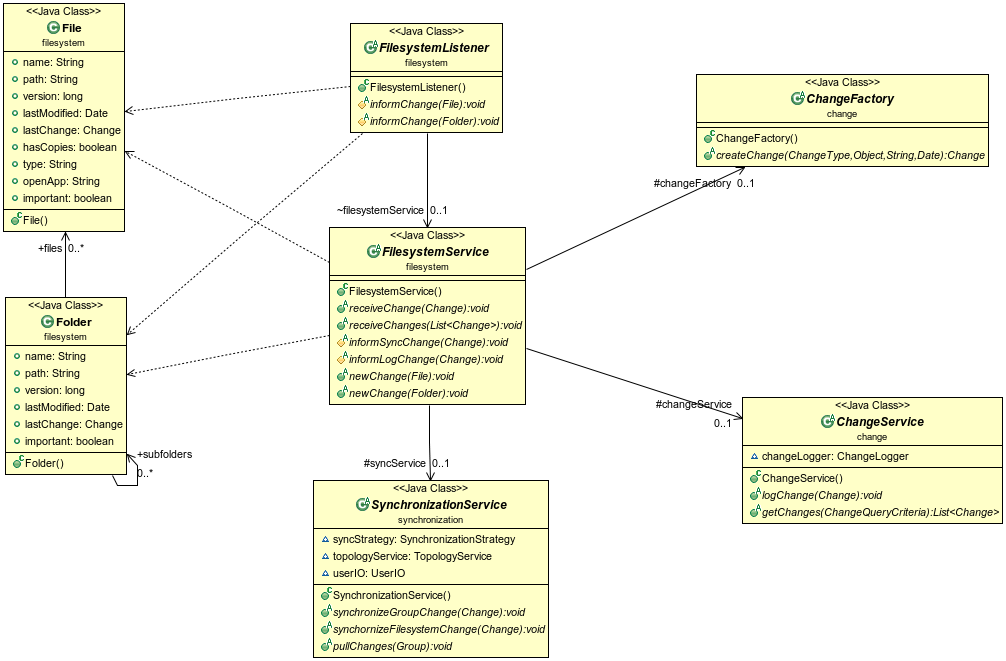 <<Java Class>>
File
filesystem
name: String
path: String
version: long
lastModified: Date
lastChange: Change
hasCopies: boolean
type: String
openApp: String
important: boolean
File()
+files 0..*
<<Java Class>>
Folder
filesystem
name: String
path: String
version: long
lastModified: Date
lastChange: Change
important: boolean
Folder()
+subfolders
0..*
<<Java Class>>
FilesystemListener
filesystem
FilesystemListener()
informChange(File):void
informChange(Folder):void
~filesystemService 0..1
<<Java Class>>
FilesystemService
filesystem
FilesystemService()
receiveChange(Change):void
receiveChanges(List<Change>):void
informSyncChange(Change):void
informLogChange(Change):void
newChange(File):void
newChange(Folder):void
#syncService 0..1
<<Java Class>>
SynchronizationService
synchronization
syncStrategy: SynchronizationStrategy
topologyService: TopologyService
userIO: UserIO
SynchronizationService()
synchronizeGroupChange(Change):void
synchornizeFilesystemChange(Change):void
pullChanges(Group):void
<<Java Class>>
ChangeFactory
change
ChangeFactory()
createChange(ChangeType,Object,String,Date):Change
#changeFactory 0..1
#changeService
0..1
<<Java Class>>
ChangeService
change
changeLogger: ChangeLogger
ChangeService()
logChange(Change):void
getChanges(ChangeQueryCriteria):List<Change>